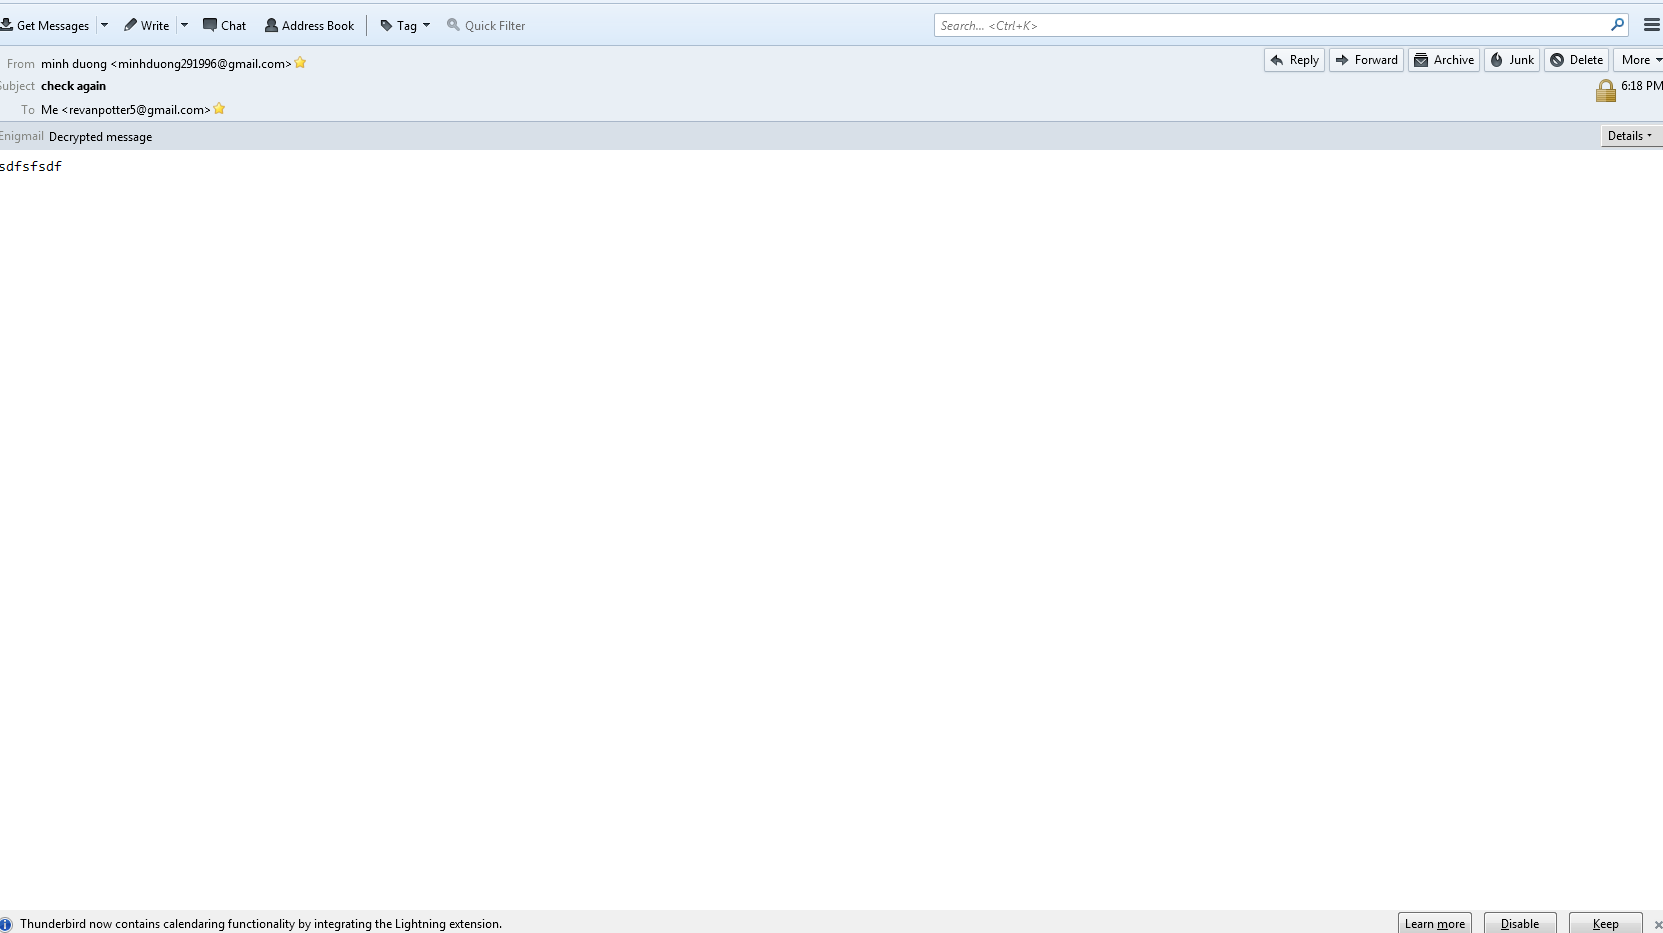 Get Messages Write Chat Address Book Tag Quick Filter Search... <Ctrl+K>
From minh duong <minhduong291996@gmail.com> Reply Forward Archive Junk Delete More
Subject check again 6:18 PM
To Me <revanpotter5@gmail.com>
Enigmail Decrypted message Details
sdfsfsdf
Thunderbird now contains calendaring functionality by integrating the Lightning extension. Learn more Disable Keep